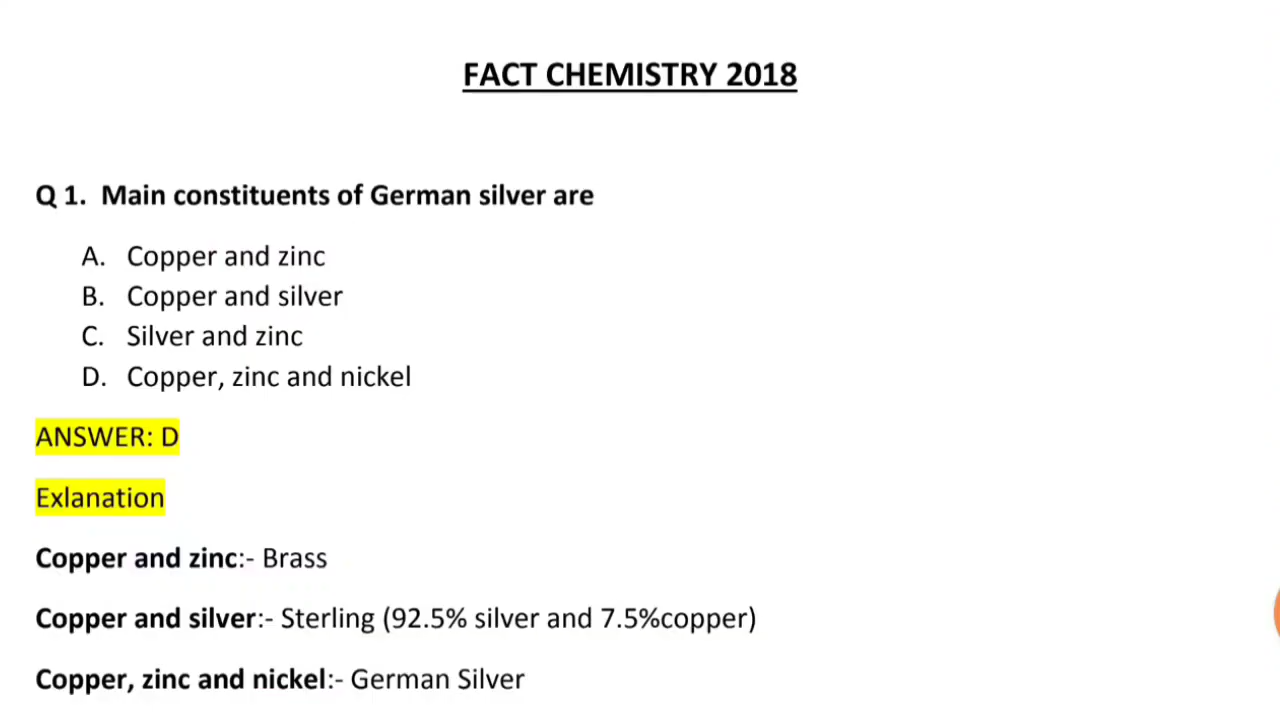 FACT CHEMISTRY 2018
Q 1. Main constituents of German silver are
A. Copper and zinc
B. Copper and silver
C. Silver and zinc
D. Copper, zinc and nickel
ANSWER: D
Exlanation
Copper and zinc:- Brass
Copper and silver:- Sterling (92.5% silver and 7.5%copper)
Copper, zinc and nickel:- German Silver